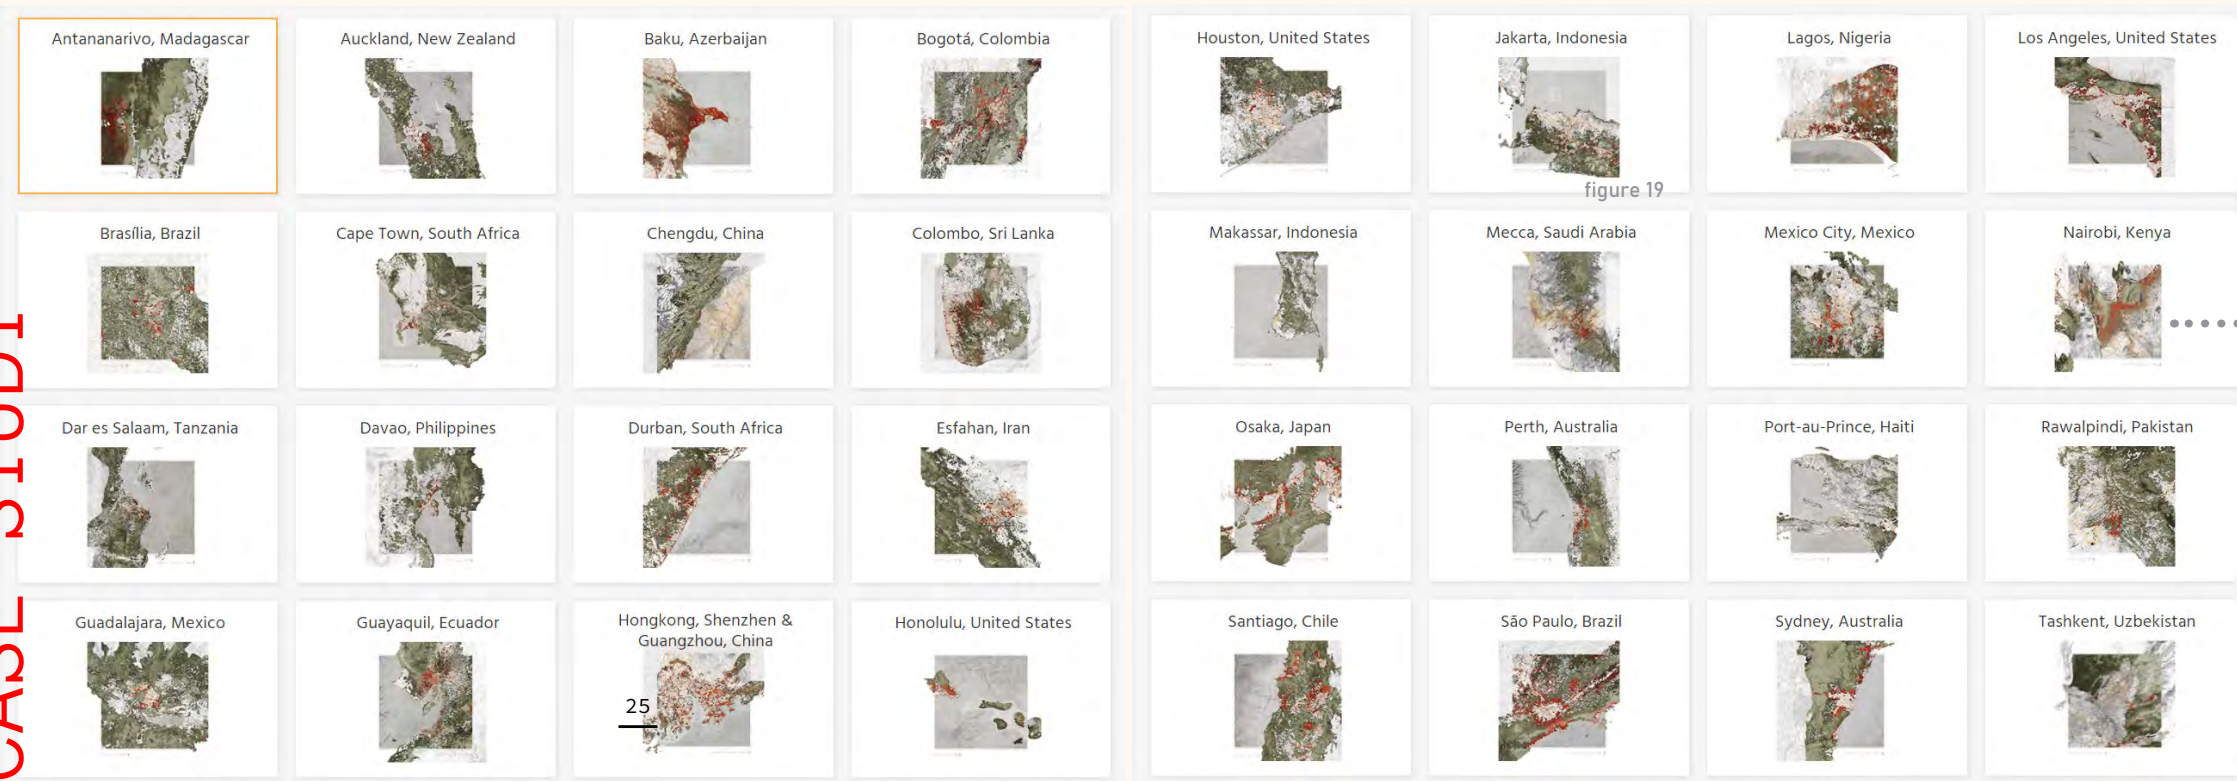 Antananarivo, Madagascar
Auckland, New Zealand
Baku, Azerbaijan
Bogotá, Colombia
Houston, United States
Jakarta, Indonesia
Lagos, Nigeria
Los Angeles, United States
figure 19
Brasília, Brazil
Cape Town, South Africa
Chengdu, China
Colombo, Sri Lanka
Makassar, Indonesia
Mecca, Saudi Arabia
Mexico City, Mexico
Nairobi, Kenya
Dar es Salaam, Tanzania
Davao, Philippines
Durban, South Africa
Esfahan, Iran
Osaka, Japan
Perth, Australia
Port-au-Prince, Haiti
Rawalpindi, Pakistan
Guadalajara, Mexico
Guayaquil, Ecuador
Hongkong, Shenzhen &
Guangzhou, China
Honolulu, United States
Santiago, Chile
São Paulo, Brazil
Sydney, Australia
Tashkent, Uzbekistan
25
CASE STUDY